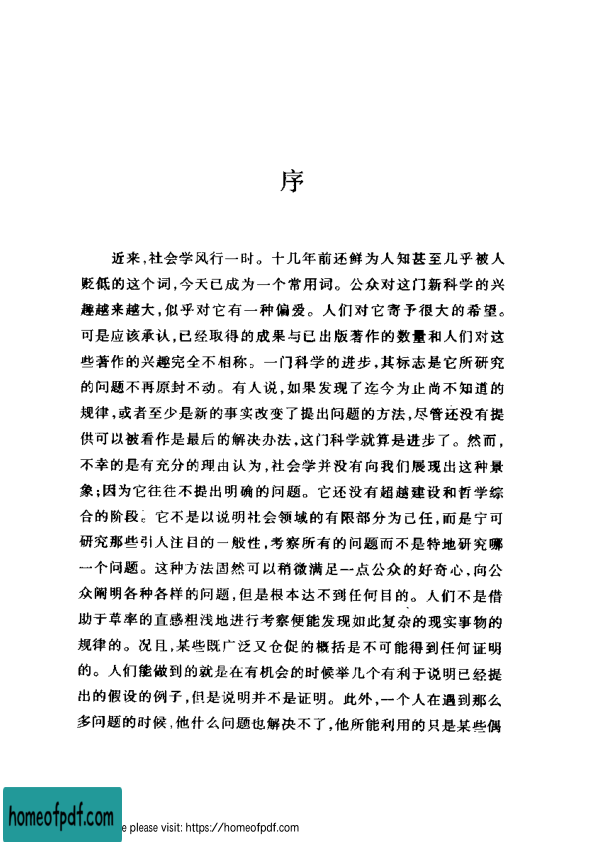 序
近来,社会学风行一时。十几年前还鲜为人知甚至几乎被人
贬低的这个词,今天已成为一个常用词。公众对这门新科学的兴
趣越来越大,似乎对它有一种偏爱。人们对它寄予很大的希望。
可是应该承认,已经取得的成果与已出版著作的数量和人们对这
些著作的兴趣完全不相称。一门科学的进步,其标志是它所研究
的问题不再原封不动。有人说,如果发现了迄今为止尚不知道的
规律,或者至少是新的事实改变了提出问题的方法,尽管还没有提
供可以被看作是最后的解决办法,这门科学就算是进步了。然而,
不幸的是有充分的理由认为,社会学并没有向我们展现出这种景
象;因为它往往不提出明确的问题。它还没有超越建设和哲学综
合的阶段。它不是以说明社会领域的有限部分为己任,而是宁可
研究那些引人注目的一般性,考察所有的问题而不是特地研究哪
一个问题。这种方法固然可以稍微满足一点公众的好奇心,向公
众阐明各种各样的问题,但是根本达不到任何目的。人们不是借
助于草率的直感粗浅地进行考察便能发现如此复杂的现实事物的
规律的。况且,某些既广泛又仓促的概括是不可能得到任何证明
的。人们能做到的就是在有机会的时候举几个有利于说明已经提
出的假设的例子,但是说明并不是证明。此外,一个人在遇到那么
多问题的时候,他什么问题也解决不了,他所能利用的只是某些偶
homeofpdf.com
e please visit: https://homeofpdf.com